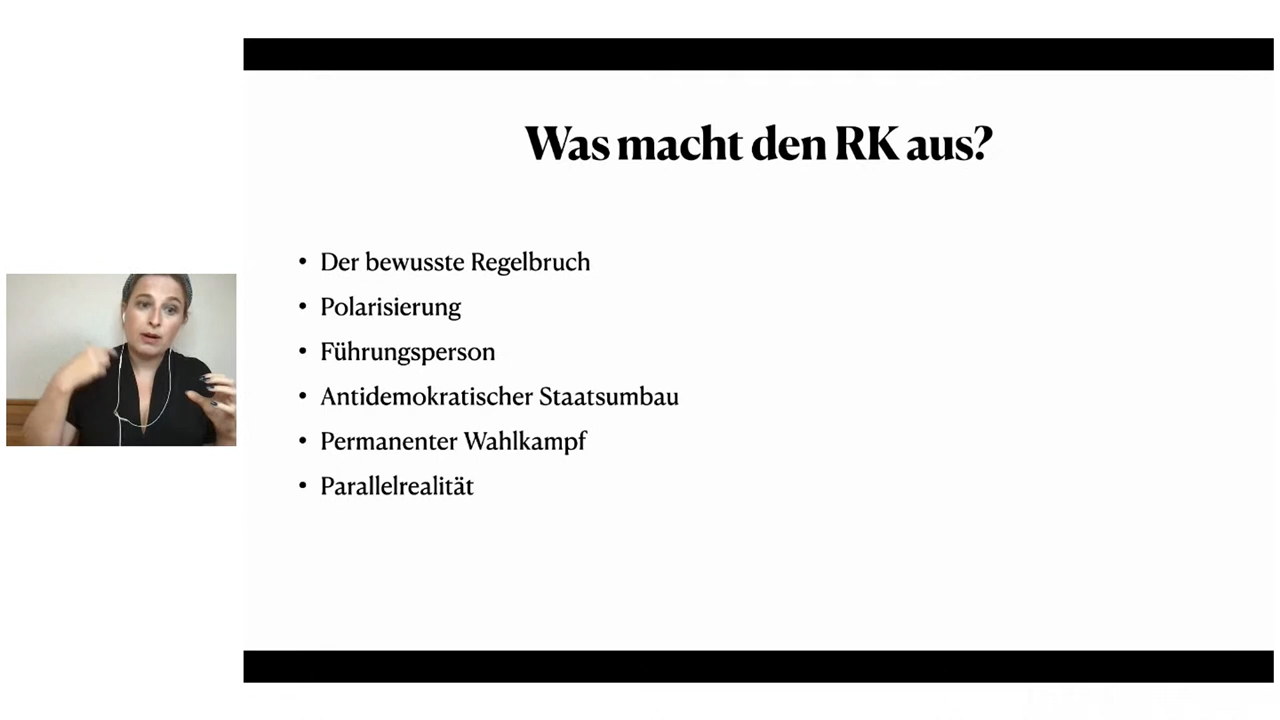 Was macht den RK aus?
• Der bewusste Regelbruch
• Polarisierung
• Führungsperson
• Antidemokratischer Staatsumbau
• Permanenter Wahlkampf
• Parallelrealität